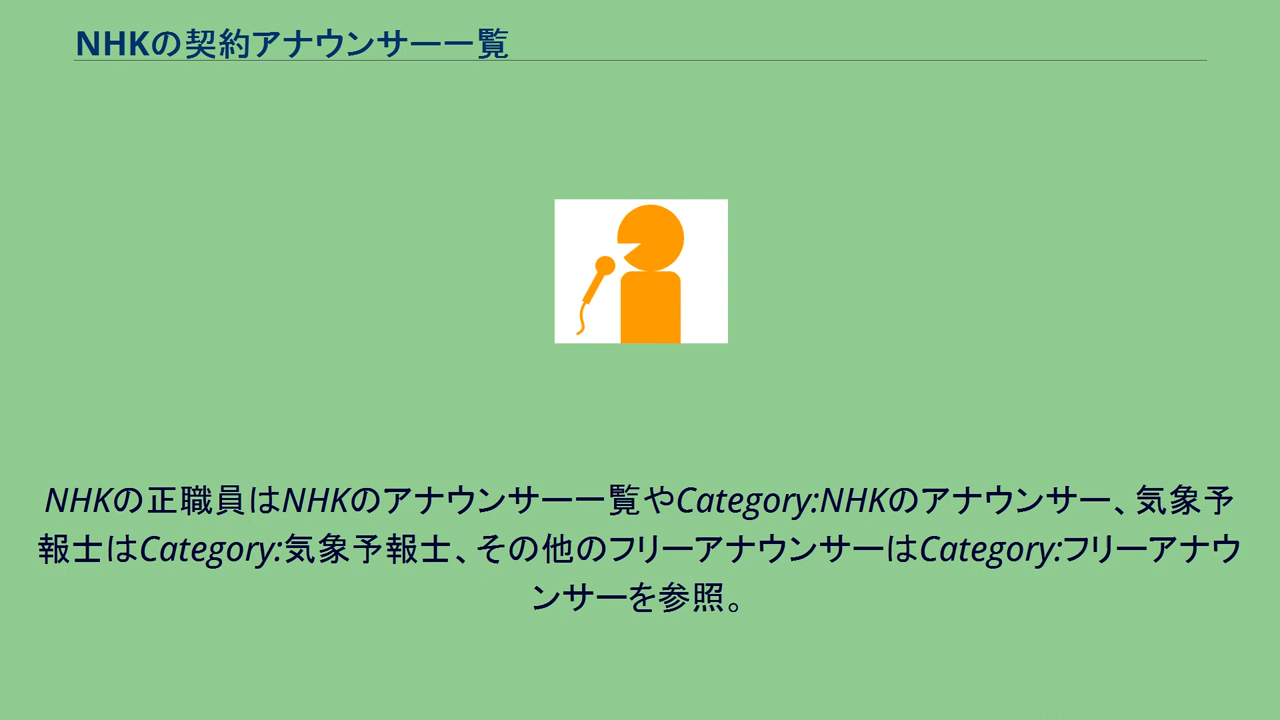 NHKの契約アナウンサー一覧
NHKの正職員はNHKのアナウンサー一覧やCategory:NHKのアナウンサー、気象予
報士はCategory:気象予報士、その他のフリーアナウンサーはCategory:フリーアナウ
ンサーを参照。